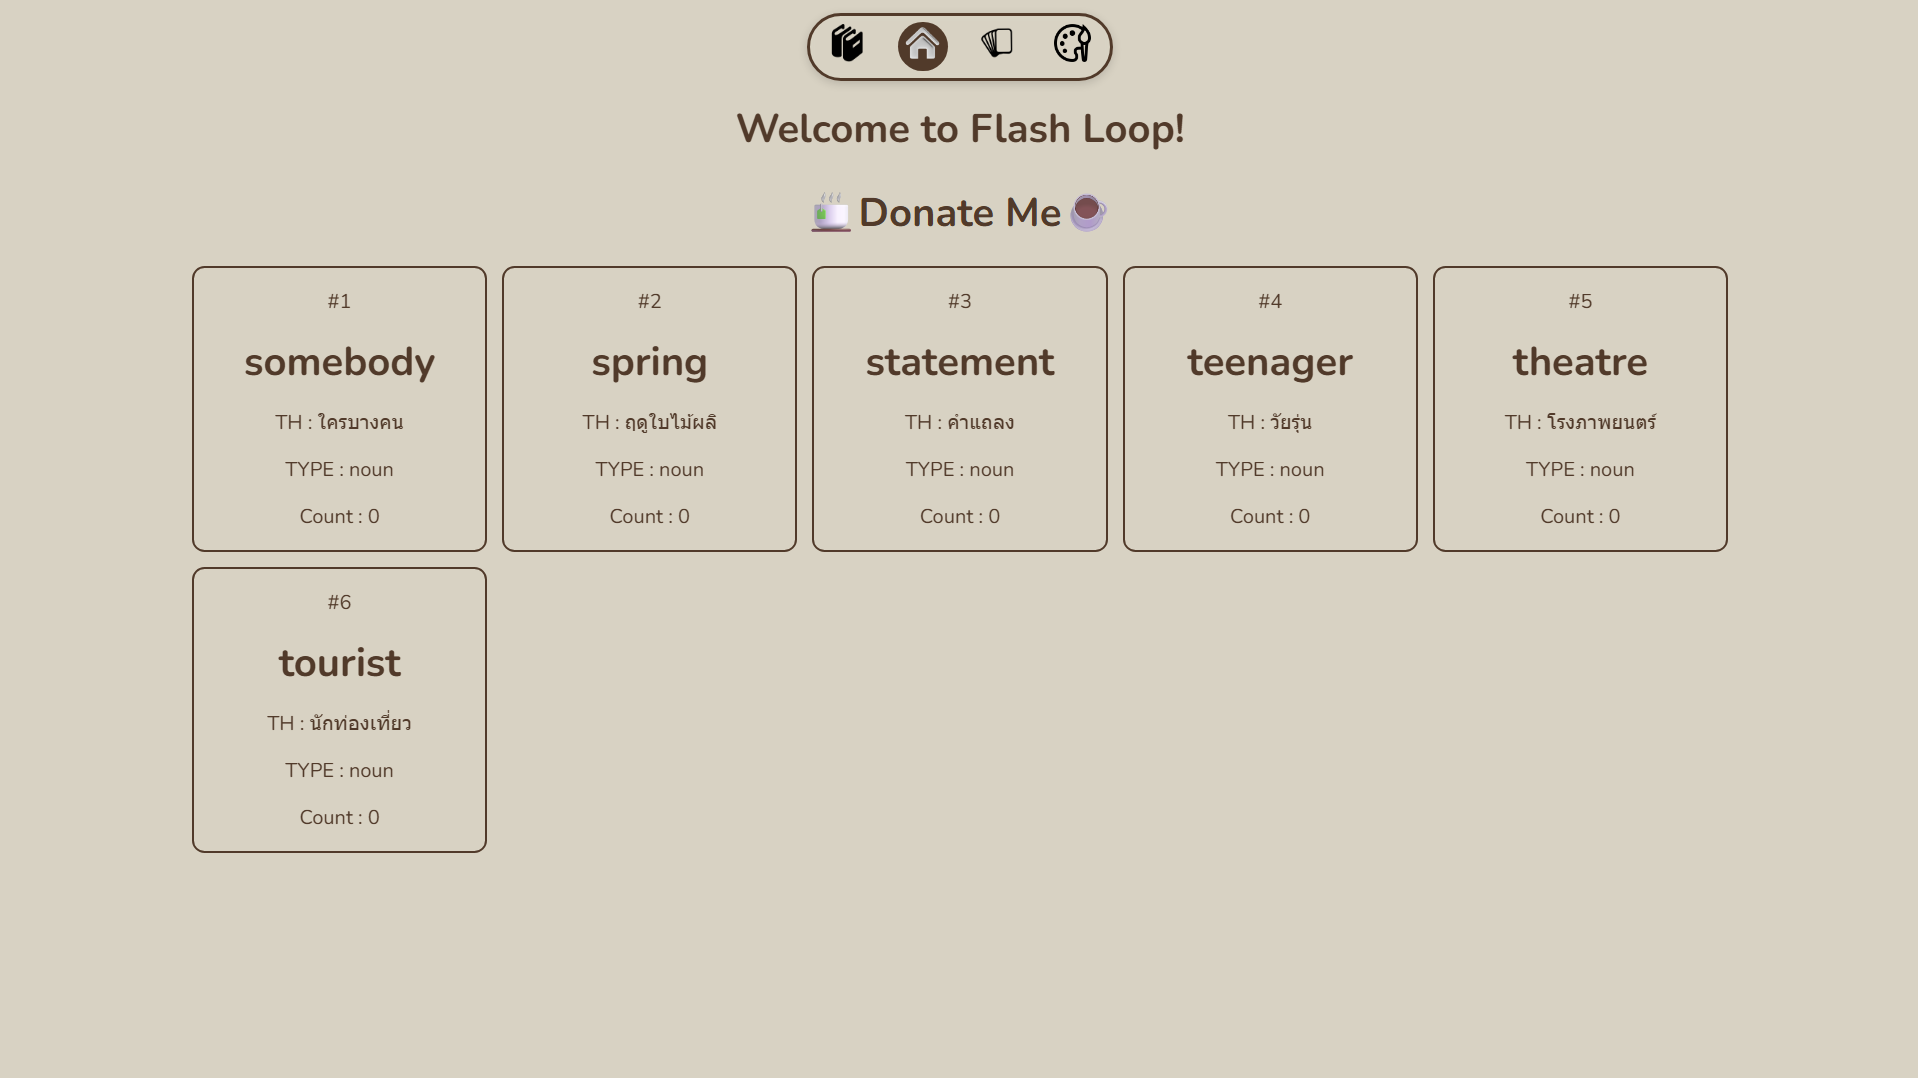 Welcome to Flash Loop!
Donate Me
#1
somebody
TH : ใครบางคน
TYPE : noun
Count : 0
#2
spring
TH : ฤดูใบไม้ผลิ
TYPE : noun
Count : 0
#3
statement
TH : คำแถลง
TYPE : noun
Count : 0
#4
teenager
TH : วัยรุ่น
TYPE : noun
Count : 0
#5
theatre
TH : โรงภาพยนตร์
TYPE : noun
Count : 0
#6
tourist
TH : นักท่องเที่ยว
TYPE : noun
Count : 0